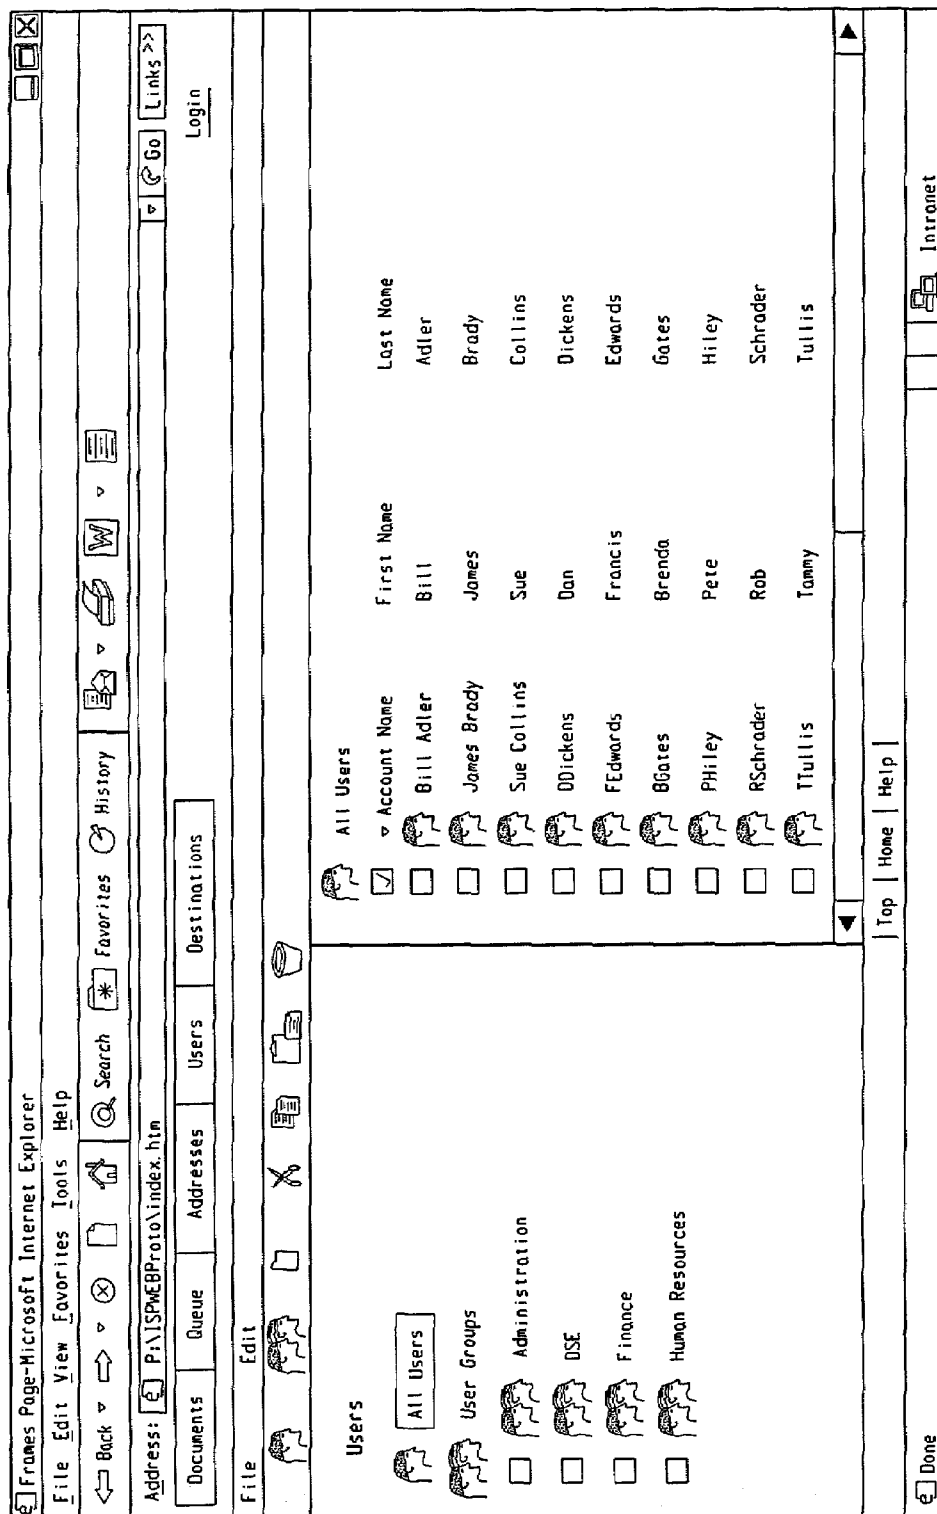 Frames Page-Microsoft Internet Explorer
File Edit View Favorites Tools Help
Back Search Favorites History W
Address: P:\ISPWEBProto\index.htm Go Links >>
Documents Queue Addresses Users Destinations Login
File Edit
Users
All Users
User Groups
Administration
DSE
Finance
Human Resources
All Users
Account Name First Name Last Name
Bill Adler Bill Adler
James Brady James Brady
Sue Collins Sue Collins
DDickens Dan Dickens
FEdwards Francis Edwards
BGates Brenda Gates
PHiley Pete Hiley
RSchrader Rob Schrader
TTullis Tammy Tullis
|Top | Home | Help |
Done Intranet